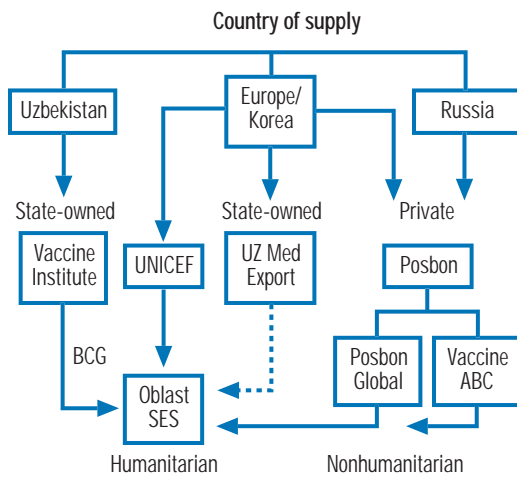 Country of supply
Uzbekistan
Europe/
Korea
Russia
State-owned
State-owned
Private
Vaccine
Institute
UNICEF
UZ Med
Export
Posbon
BCG
Posbon
Global
Vaccine
ABC
Oblast
SES
Humanitarian
Nonhumanitarian